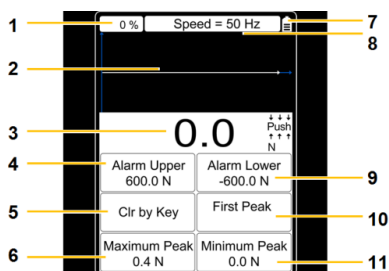 1
0 %
Speed = 50 Hz
7
8
2
3
0.0
Push
N
4
Alarm Upper
600.0 N
Alarm Lower
-600.0 N
9
5
Clr by Key
First Peak
10
6
Maximum Peak
0.4 N
Minimum Peak
0.0 N
11